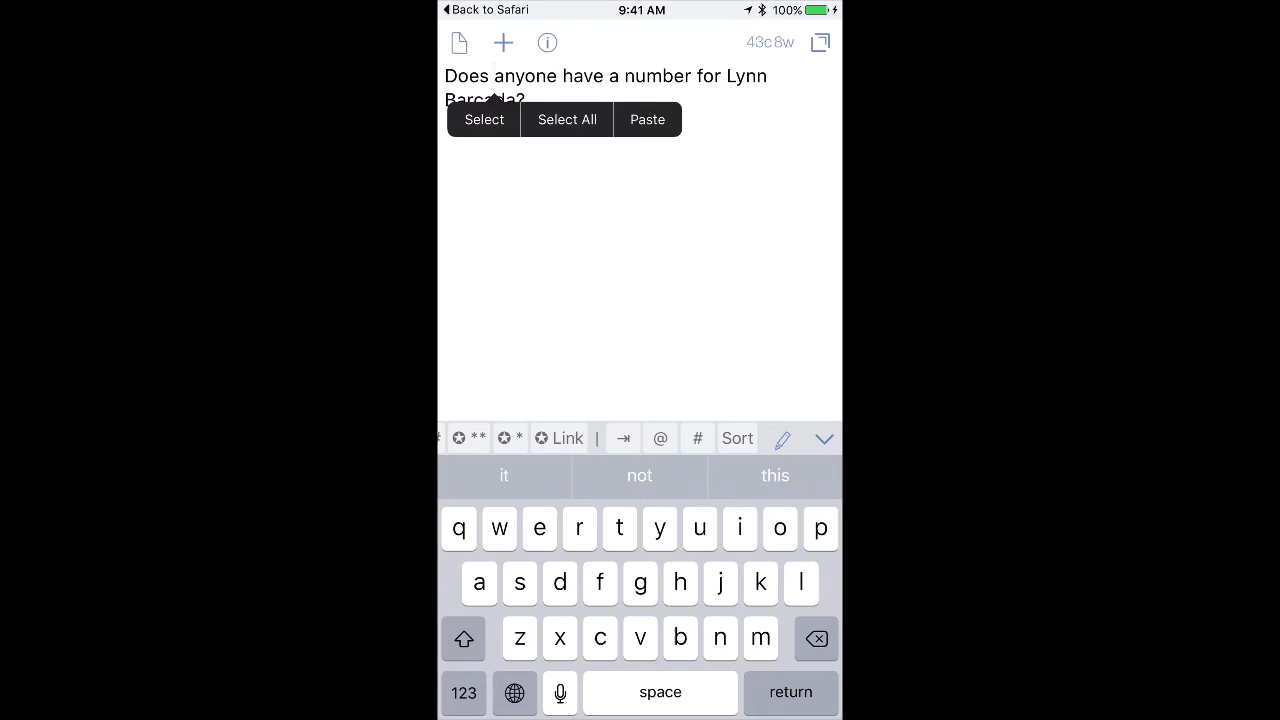 Back to Safari 9:41 AM 100%
43c8w
Does anyone have a number for Lynn
Barcada?
Select Select All Paste
** * Link | ⇥ @ # Sort
it not this
q w e r t y u i o p
a s d f g h j k l
z x c v b n m
123 space return